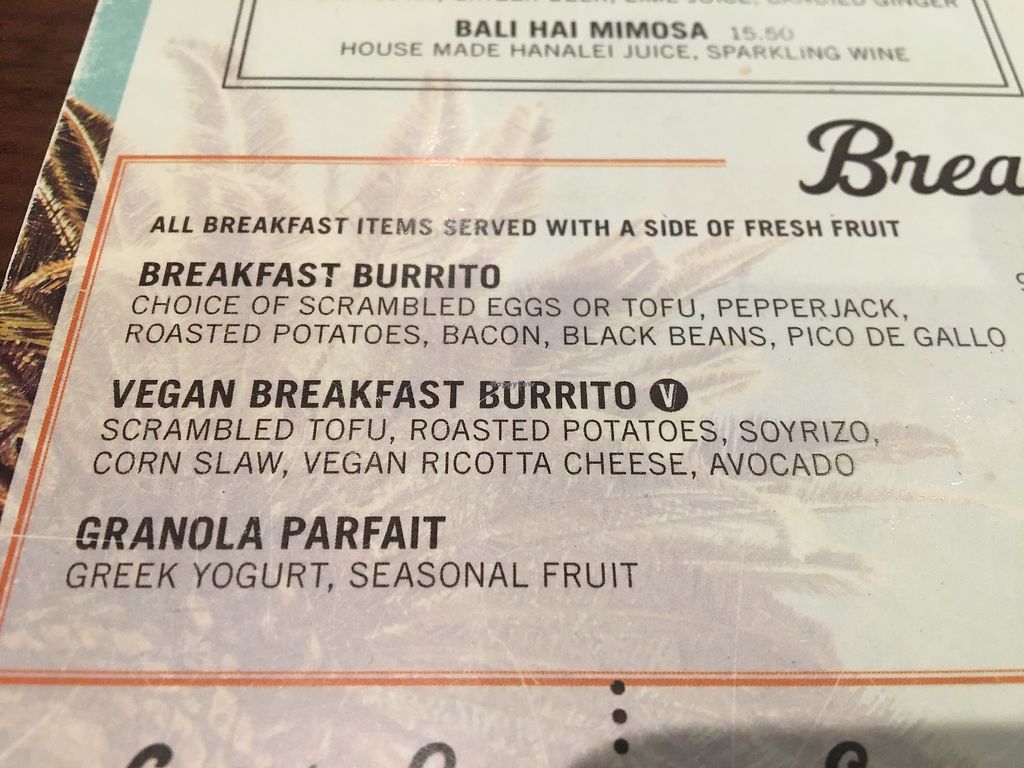 BALI HAI MIMOSA 15.50
HOUSE MADE HANALEI JUICE, SPARKLING WINE
Brea
ALL BREAKFAST ITEMS SERVED WITH A SIDE OF FRESH FRUIT
BREAKFAST BURRITO
CHOICE OF SCRAMBLED EGGS OR TOFU, PEPPERJACK,
ROASTED POTATOES, BACON, BLACK BEANS, PICO DE GALLO
VEGAN BREAKFAST BURRITO V
SCRAMBLED TOFU, ROASTED POTATOES, SOYRIZO,
CORN SLAW, VEGAN RICOTTA CHEESE, AVOCADO
GRANOLA PARFAIT
GREEK YOGURT, SEASONAL FRUIT